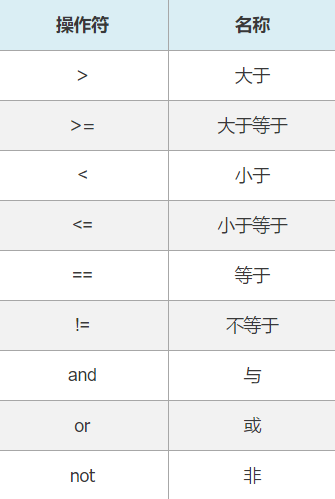 操作符 名称
> 大于
>= 大于等于
< 小于
<= 小于等于
== 等于
!= 不等于
and 与
or 或
not 非